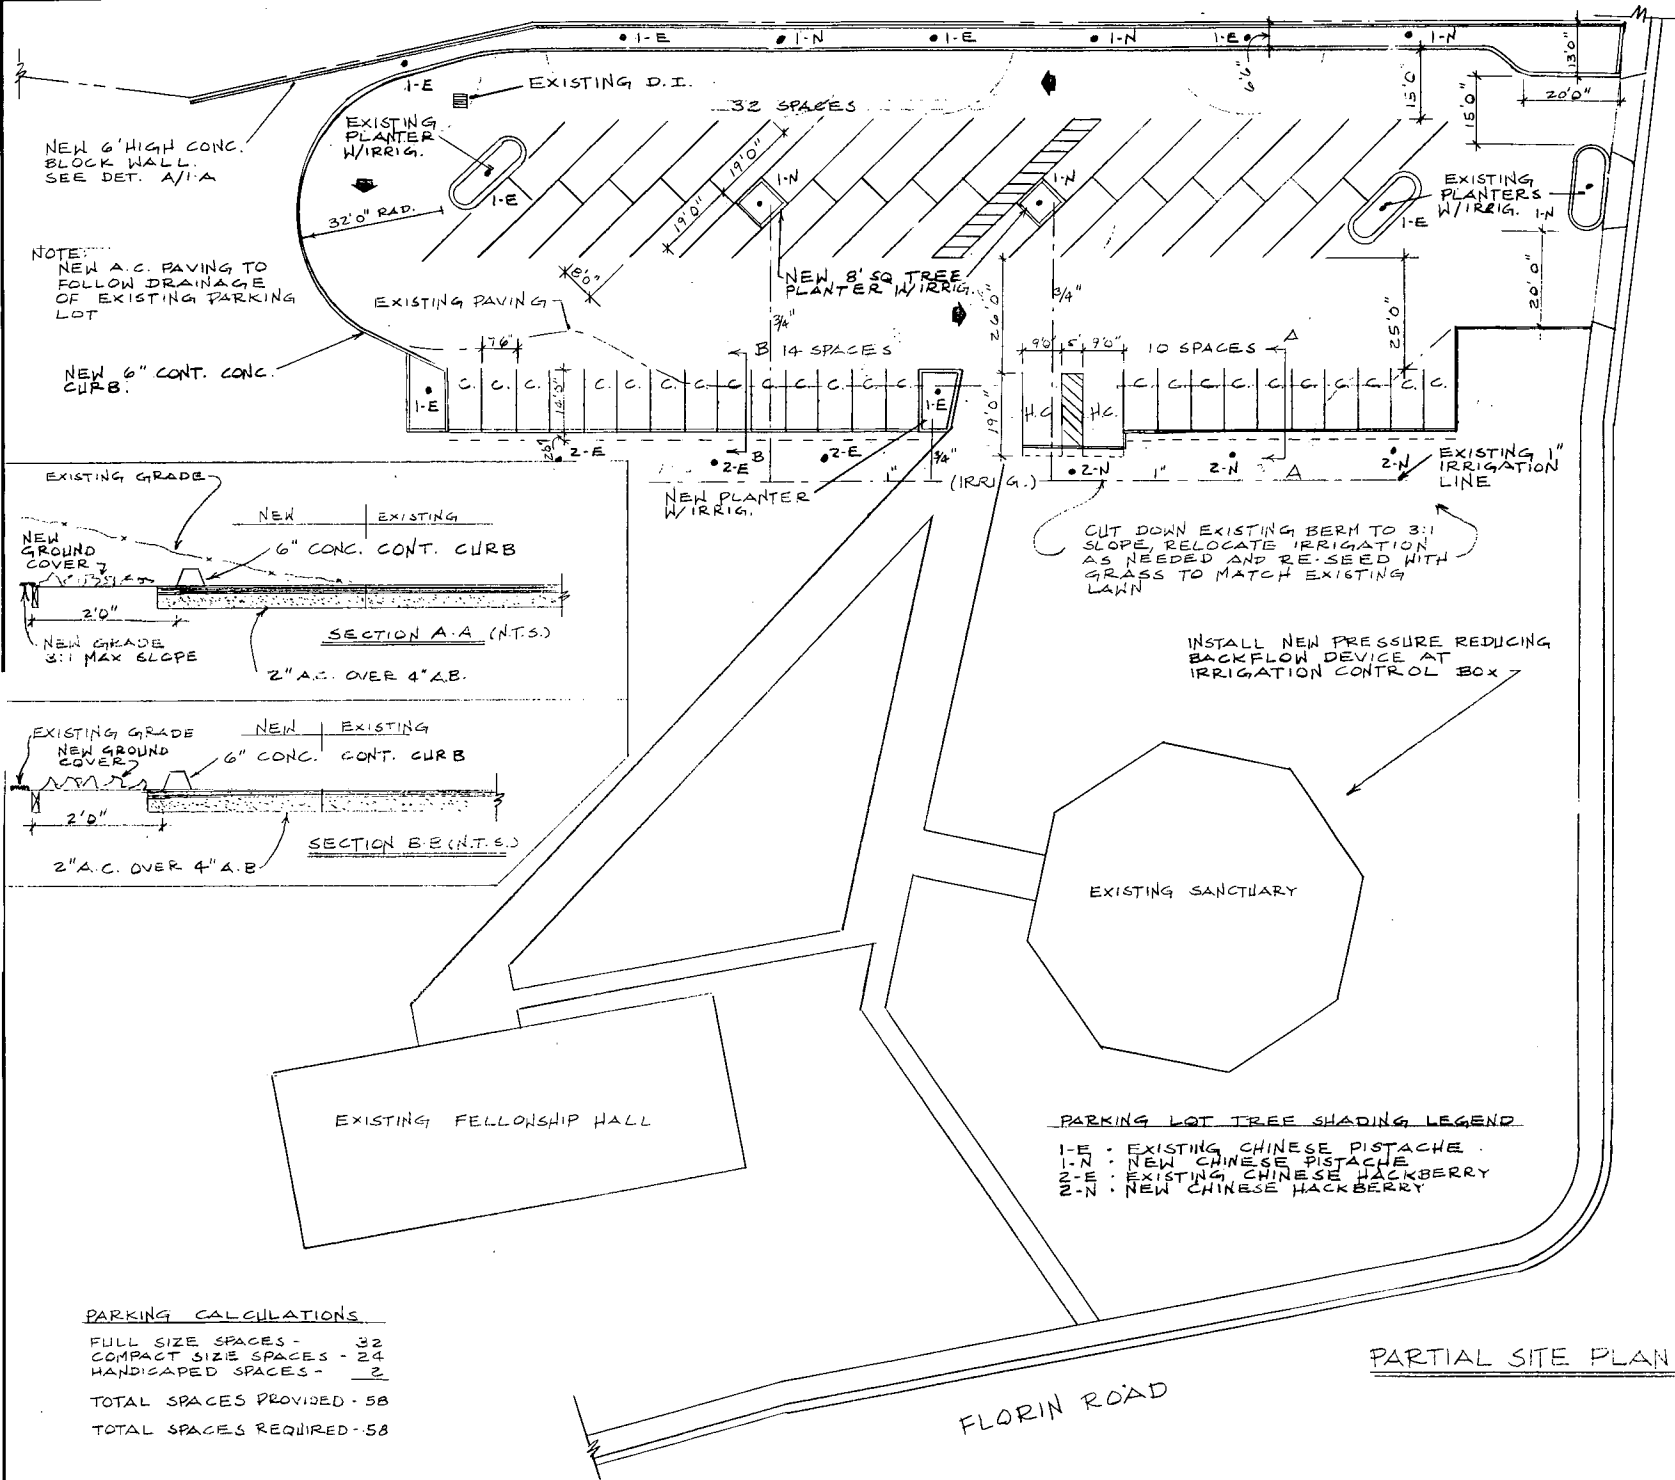 1-E
1-N
1-E
1-N
1-E
1-N
6'6"
13'0"
15'0"
15'0"
20'0"
1-E
EXISTING D.I.
32 SPACES
NEW 6' HIGH CONC.
BLOCK WALL.
SEE DET. A/1.A
EXISTING
PLANTER
W/IRRIG.
1-E
19'0"
19'0"
1-N
1-N
EXISTING
PLANTERS
W/IRRIG.
1-E
1-N
32'0" RAD.
NOTE:
NEW A.C. PAVING TO
FOLLOW DRAINAGE
OF EXISTING PARKING
LOT
8'0"
NEW 8' SQ TREE
PLANTER W/IRRIG.
EXISTING PAVING
3/4"
3/4"
26'0"
25'0"
20'0"
7'6"
B
14 SPACES
9'0"
5'
9'0"
10 SPACES
A
NEW 6" CONT. CONC.
CURB.
1-E
C. C. C. C. C. C. C. C. C. C. C. C.
1-E
19'0"
H.C.
H.C.
C. C. C. C. C. C. C. C. C.
2-E
2-E
B
2-E
1"
3/4"
(IRRIG.)
2-N
1"
2-N
A
2-N
EXISTING 1"
IRRIGATION
LINE
NEW PLANTER
W/IRRIG.
CUT DOWN EXISTING BERM TO 3:1
SLOPE, RELOCATE IRRIGATION
AS NEEDED AND RE-SEED WITH
GRASS TO MATCH EXISTING
LAWN
EXISTING GRADE
NEW
EXISTING
NEW
GROUND
COVER
6" CONC. CONT. CURB
2'0"
SECTION A-A (N.T.S.)
NEW GRADE
3:1 MAX SLOPE
2" A.C. OVER 4" A.B.
INSTALL NEW PRESSURE REDUCING
BACKFLOW DEVICE AT
IRRIGATION CONTROL BOX
EXISTING GRADE
NEW
EXISTING
NEW GROUND
COVER
6" CONC. CONT. CURB
2'0"
SECTION B-B (N.T.S.)
2" A.C. OVER 4" A.B
EXISTING SANCTUARY
EXISTING FELLOWSHIP HALL
PARKING LOT TREE SHADING LEGEND
1-E • EXISTING CHINESE PISTACHE
1-N • NEW CHINESE PISTACHE
2-E • EXISTING CHINESE HACKBERRY
2-N • NEW CHINESE HACKBERRY
PARKING CALCULATIONS
FULL SIZE SPACES - 32
COMPACT SIZE SPACES - 24
HANDICAPED SPACES - 2
TOTAL SPACES PROVIDED - 58
TOTAL SPACES REQUIRED - 58
PARTIAL SITE PLAN
FLORIN ROAD